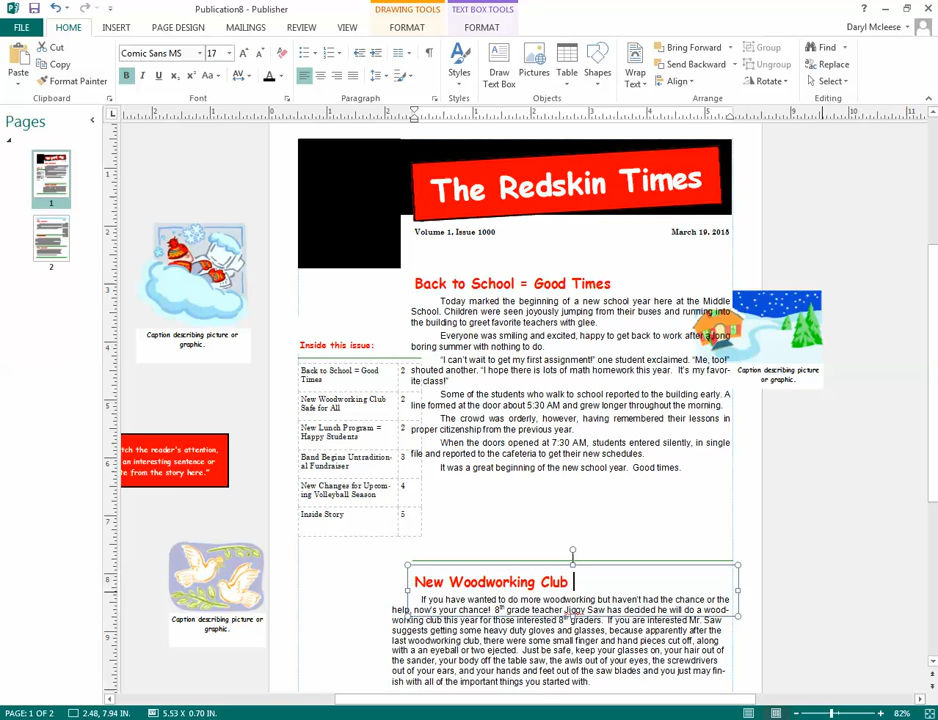 Publication8 - Publisher
DRAWING TOOLS
TEXT BOX TOOLS
FILE
HOME
INSERT
PAGE DESIGN
MAILINGS
REVIEW
VIEW
FORMAT
FORMAT
Daryl Mcleese
Paste
Cut
Copy
Format Painter
Clipboard
Comic Sans MS
17
Font
Paragraph
Styles
Styles
Draw
Text Box
Pictures
Table
Shapes
Objects
Wrap
Text
Bring Forward
Send Backward
Align
Group
Ungroup
Rotate
Arrange
Find
Replace
Select
Editing
Pages
1
2
The Redskin Times
Volume 1, Issue 1000
March 19, 2015
Back to School = Good Times
Today marked the beginning of a new school year here at the Middle
School. Children were seen joyously jumping from their buses and running into
the building to greet favorite teachers with glee.
Everyone was smiling and excited, happy to get back to work after a long
boring summer with nothing to do.
“I can’t wait to get my first assignment!” one student exclaimed. “Me, too!”
shouted another. “I hope there is lots of math homework this year. It’s my favor-
ite class!”
Some of the students who walk to school reported to the building early. A
line formed at the door about 5:30 AM and grew longer throughout the morning.
The crowd was orderly, however, having remembered their lessons in
proper citizenship from the previous year.
When the doors opened at 7:30 AM, students entered silently, in single
file and reported to the cafeteria to get their new schedules.
It was a great beginning of the new school year. Good times.
Inside this issue:
Back to School = Good
Times
2
New Woodworking Club
Safe for All
2
New Lunch Program =
Happy Students
2
Band Begins Untradition-
al Fundraiser
3
New Changes for Upcom-
ing Volleyball Season
4
Inside Story
5
Caption describing picture or
graphic.
tch the reader’s attention,
an interesting sentence or
te from the story here.”
Caption describing picture or
graphic.
Caption describing picture
or graphic.
New Woodworking Club
If you have wanted to do more woodworking but haven’t had the chance or the
help, now’s your chance! 8th grade teacher Jiggy Saw has decided he will do a wood-
working club this year for those interested 8th graders. If you are interested Mr. Saw
suggests getting some heavy duty gloves and glasses, because apparently after the
last woodworking club, there were some small finger and hand pieces cut off, along
with a an eyeball or two ejected. Just be safe, keep your glasses on, your hair out of
the sander, your body off the table saw, the awls out of your eyes, the screwdrivers
out of your ears, and your hands and feet out of the saw blades and you just may fin-
ish with all of the important things you started with.
PAGE: 1 OF 2
2.48, 7.94 IN.
5.53 X 0.70 IN.
82%